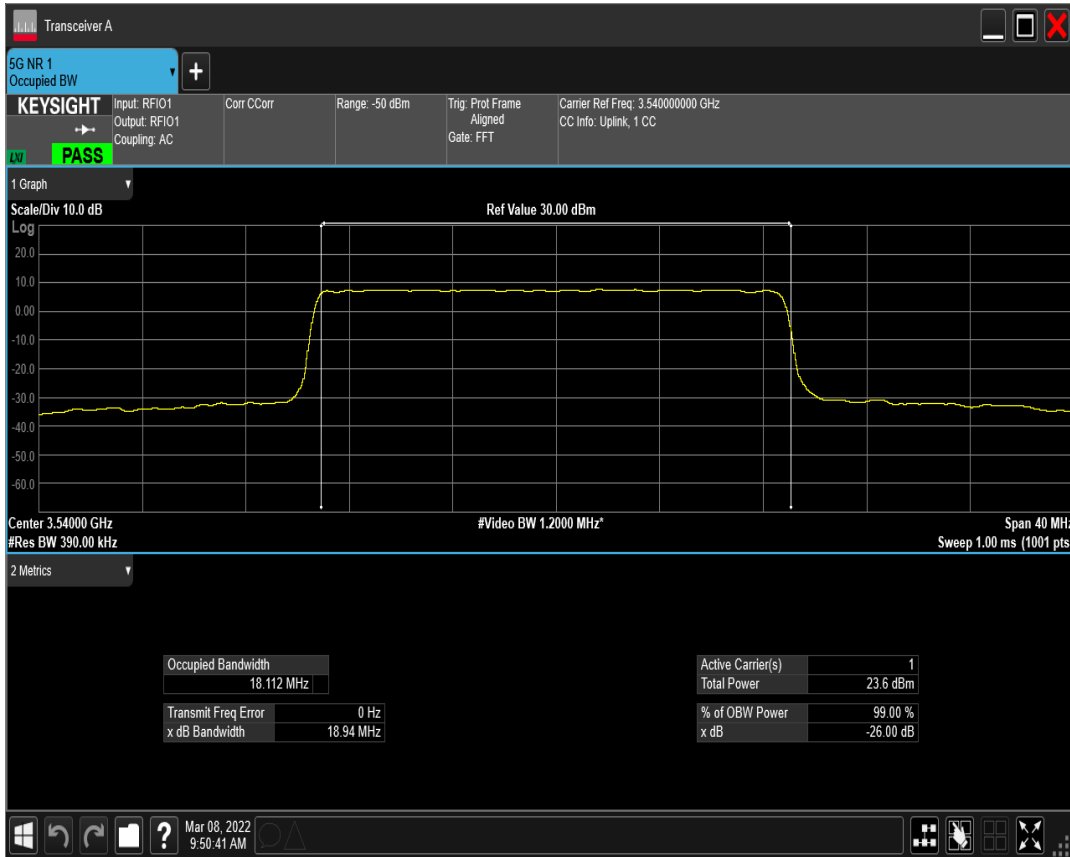 Transceiver A
5G NR 1
Occupied BW
+
KEYSIGHT
LXI
PASS
Input: RFIO1
Output: RFIO1
Coupling: AC
Corr CCorr
Range: -50 dBm
Trig: Prot Frame
Aligned
Gate: FFT
Carrier Ref Freq: 3.540000000 GHz
CC Info: Uplink, 1 CC
1 Graph
Scale/Div 10.0 dB
Ref Value 30.00 dBm
Log
20.0
10.0
0.00
-10.0
-20.0
-30.0
-40.0
-50.0
-60.0
Center 3.54000 GHz
#Video BW 1.2000 MHz*
Span 40 MHz
#Res BW 390.00 kHz
Sweep 1.00 ms (1001 pts
2 Metrics
Occupied Bandwidth
18.112 MHz
Transmit Freq Error 0 Hz
x dB Bandwidth 18.94 MHz
Active Carrier(s) 1
Total Power 23.6 dBm
% of OBW Power 99.00 %
x dB -26.00 dB
?
Mar 08, 2022
9:50:41 AM